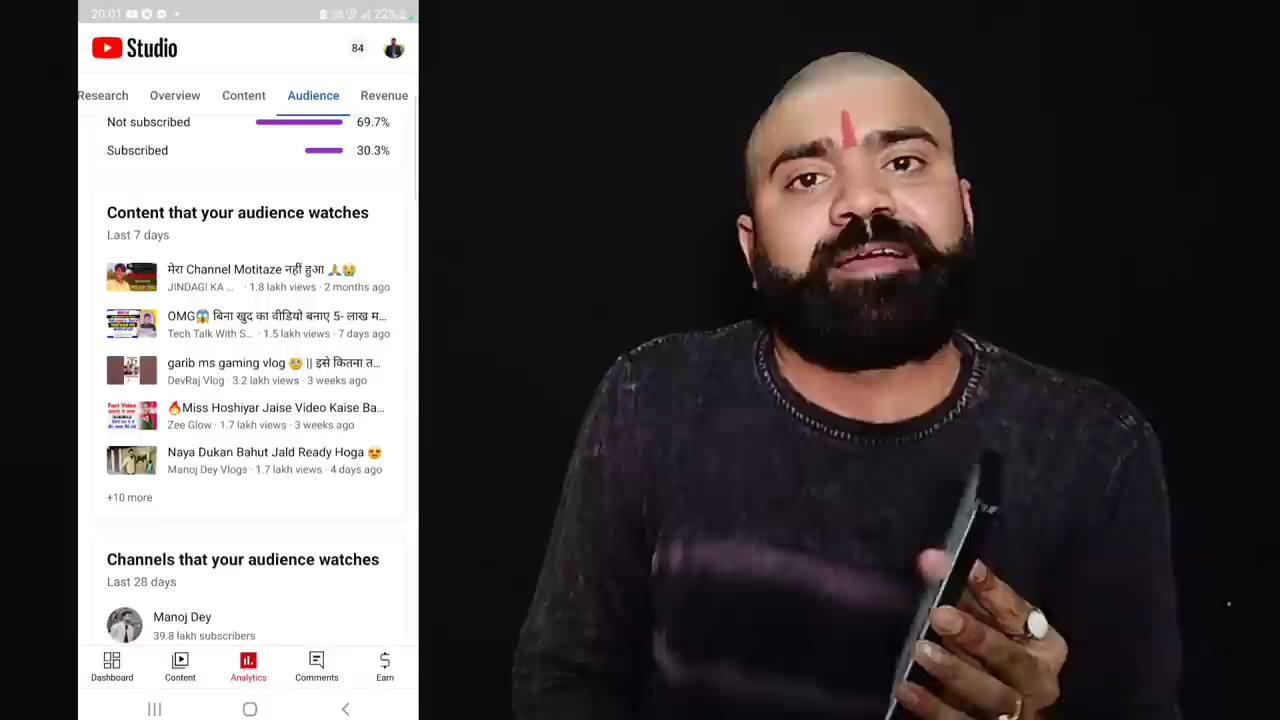 20:01
22%
Studio
84
Research Overview Content Audience Revenue
Not subscribed 69.7%
Subscribed 30.3%
Content that your audience watches
Last 7 days
मेरा Channel Motitaze नहीं हुआ 🙏😭
JINDAGI KA ... · 1.8 lakh views · 2 months ago
OMG😱 बिना खुद का वीडियो बनाए 5- लाख म...
Tech Talk With S... · 1.5 lakh views · 7 days ago
garib ms gaming vlog 🥺 || इसे कितना त...
DevRaj Vlog · 3.2 lakh views · 3 weeks ago
🔥Miss Hoshiyar Jaise Video Kaise Ba...
Zee Glow · 1.7 lakh views · 3 weeks ago
Naya Dukan Bahut Jald Ready Hoga 😍
Manoj Dey Vlogs · 1.7 lakh views · 4 days ago
+10 more
Channels that your audience watches
Last 28 days
Manoj Dey
39.8 lakh subscribers
Dashboard Content Analytics Comments Earn